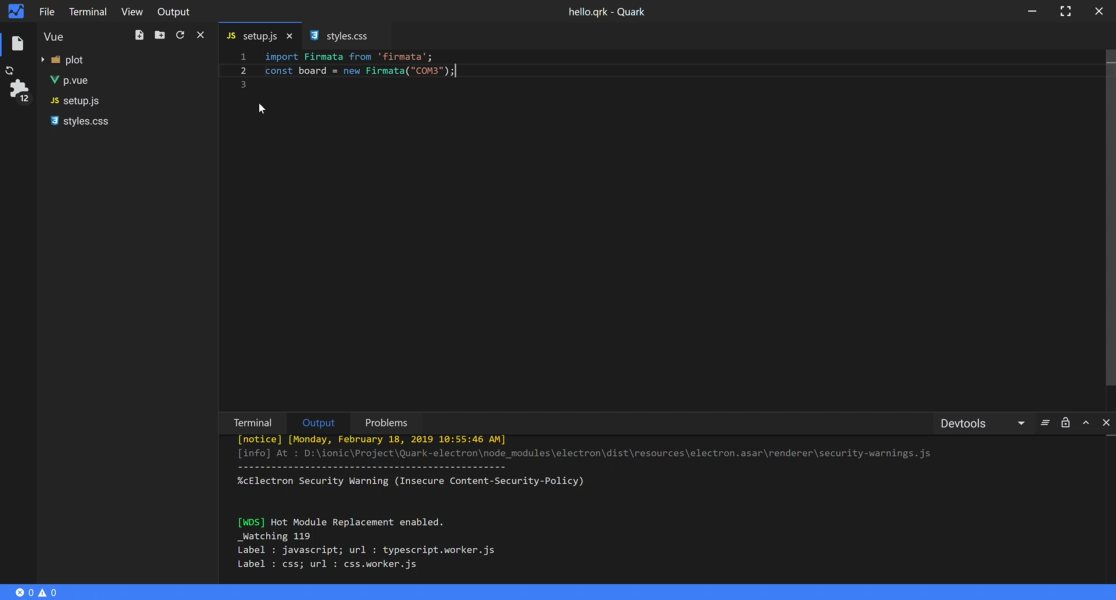 File Terminal View Output
hello.qrk - Quark
Vue
plot
p.vue
JS setup.js
styles.css
12
JS setup.js
styles.css
1 import Firmata from 'firmata';
2 const board = new Firmata("COM3");
3
Terminal Output Problems
Devtools
[notice] [Monday, February 18, 2019 10:55:46 AM]
[info] At : D:\ionic\Project\Quark-electron\node_modules\electron\dist\resources\electron.asar\renderer\security-warnings.js
------------------------------------------------
%cElectron Security Warning (Insecure Content-Security-Policy)
[WDS] Hot Module Replacement enabled.
_Watching 119
Label : javascript; url : typescript.worker.js
Label : css; url : css.worker.js
0 0